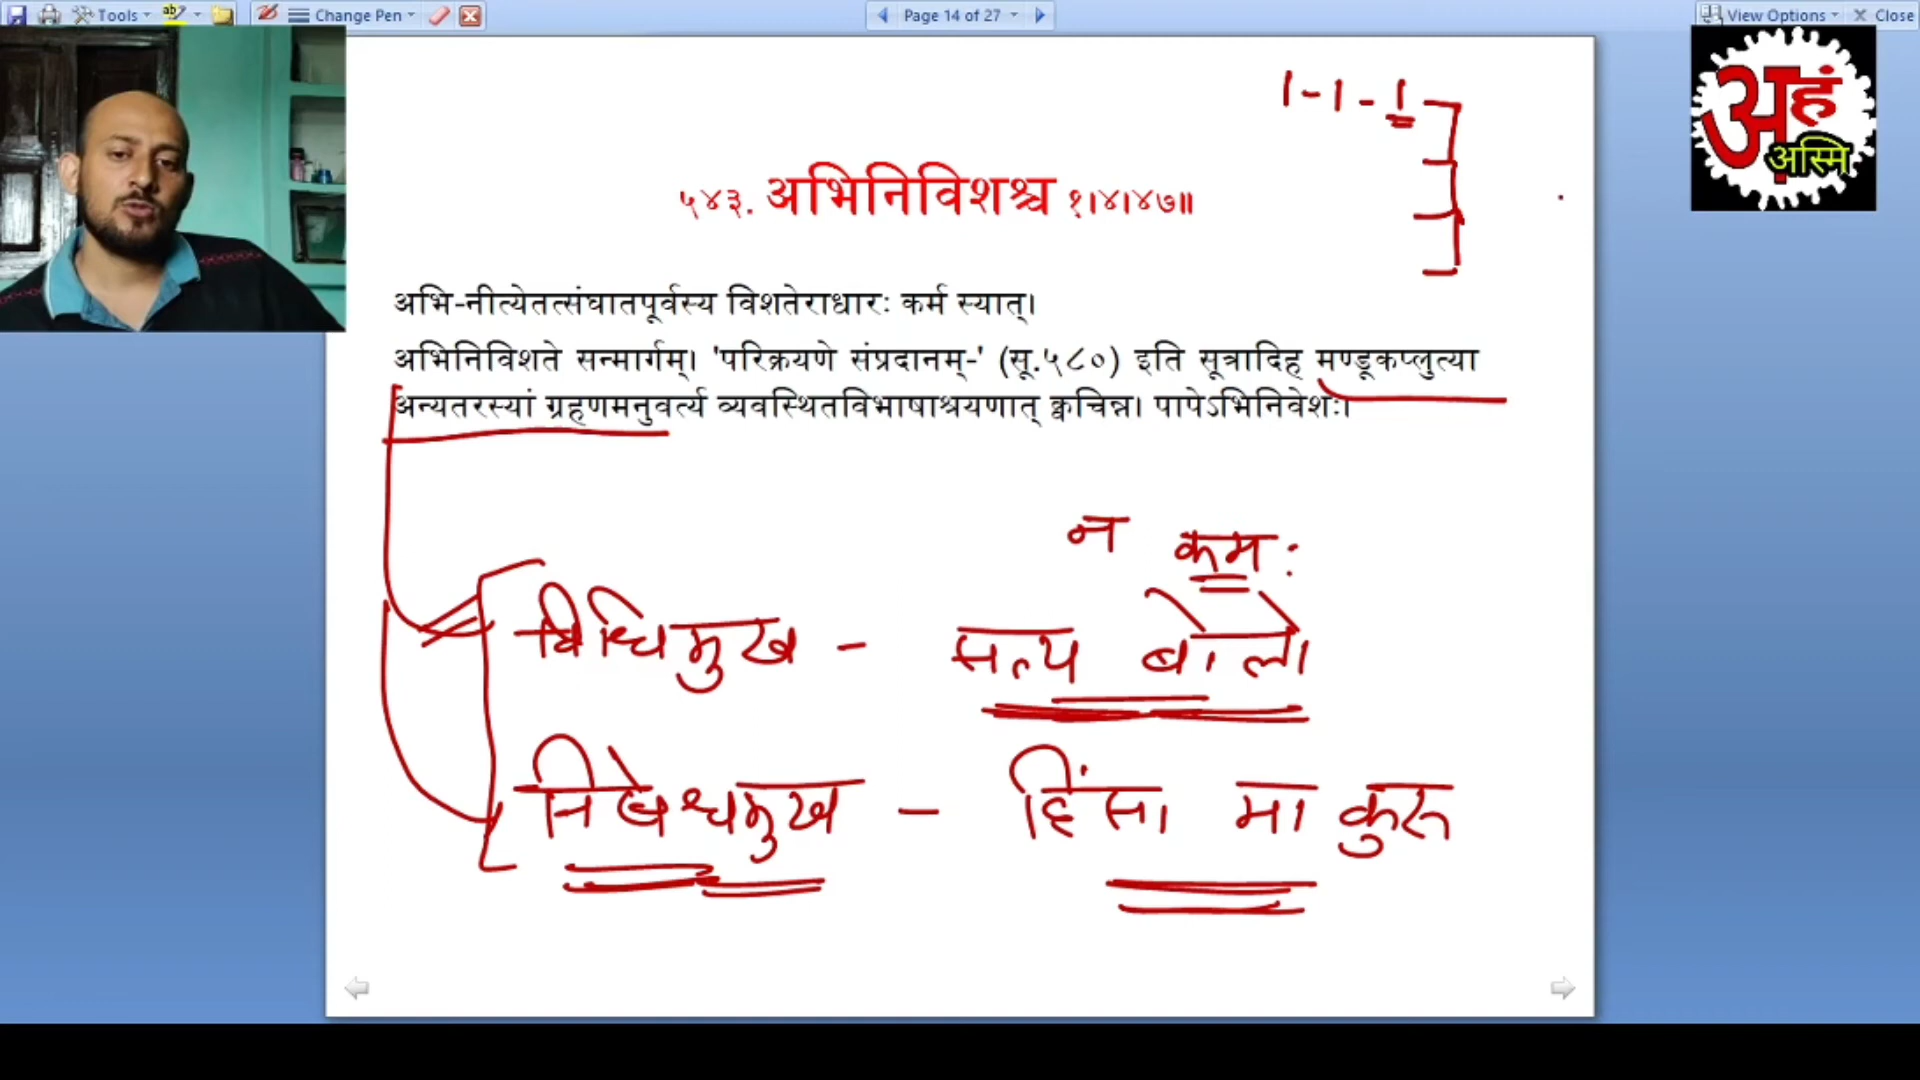 Tools Change Pen Page 14 of 27 View Options Close
अहं
अस्मि
1-1-1
५४३. अभिनिविशश्च १।४।४७॥
अभि-नीत्येतत्संघातपूर्वस्य विशतेराधारः कर्म स्यात्।
अभिनिविशते सन्मार्गम्। 'परिक्रयणे संप्रदानम्-' (सू.५८०) इति सूत्रादिह मण्डूकप्लुत्या
अन्यतरस्यां ग्रहणमनुवर्त्य व्यवस्थितविभाषाश्रयणात् क्वचिन्न। पापेऽभिनिवेशः।
न कम:
विधिमुख - सत्य बोलो
निषेधमुख - हिंसा मा कुरु